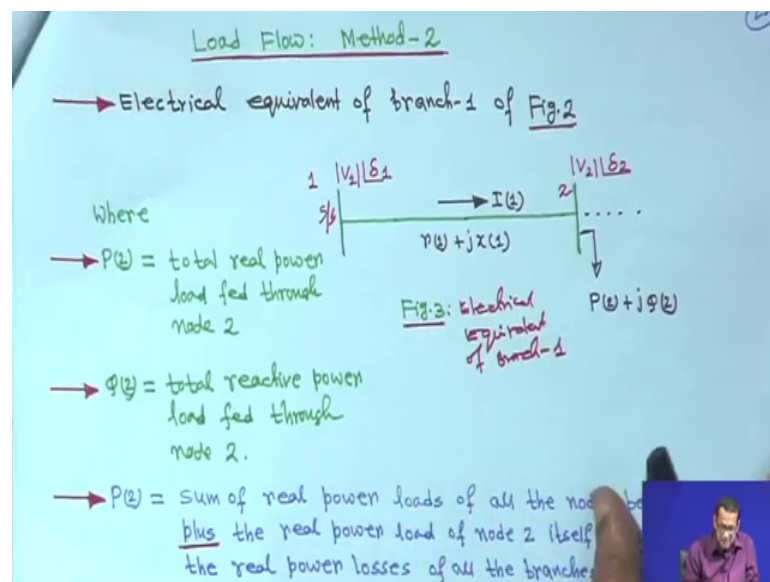 Load Flow: Method-2
→ Electrical equivalent of branch-1 of Fig.2
1 |V1|∠δ1
|V2|∠δ2
S/S
→ I(1)
2
.....
r(1)+jx(1)
P(2)+jQ(2)
Fig.3: Electrical
equivalent
of branch-1
where
→ P(2) = total real power
load fed through
node 2
→ Q(2) = total reactive power
load fed through
node 2.
→ P(2) = sum of real power loads of all the
plus the real power load of node 2 itself
the real power losses of all the branches